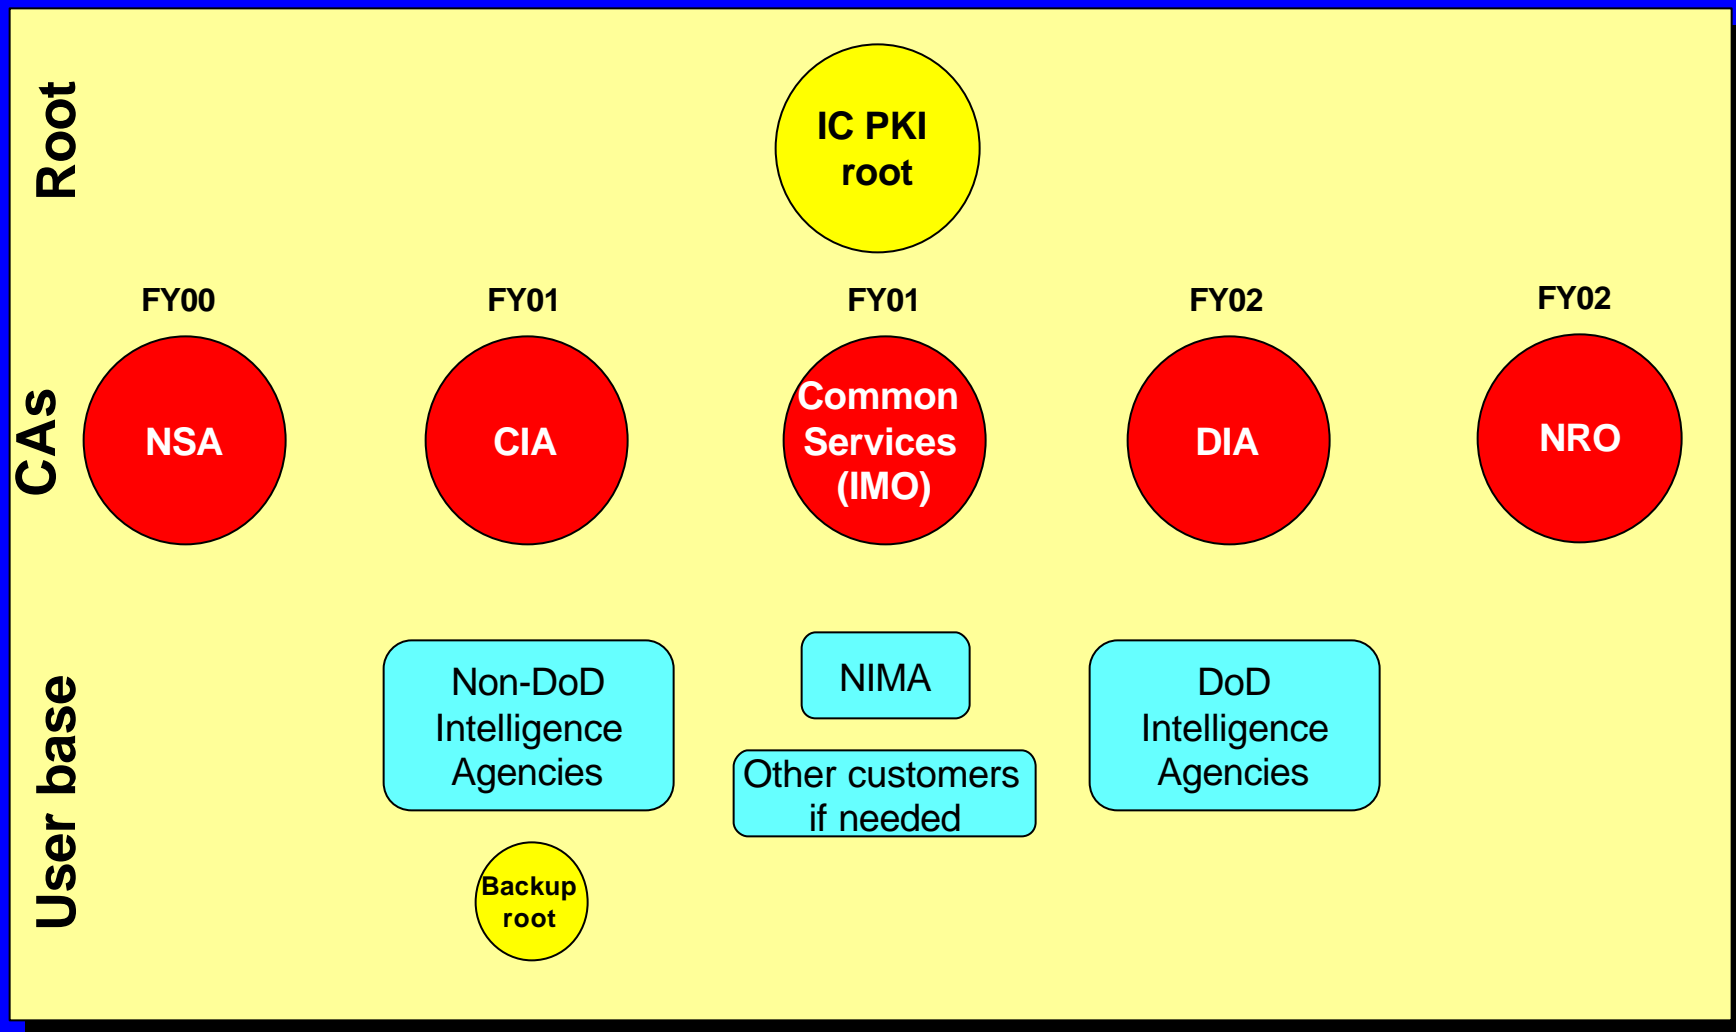 Root
IC PKI
root
FY00
FY01
FY01
FY02
FY02
CAs
NSA
CIA
Common
Services
(IMO)
DIA
NRO
User base
Non-DoD
Intelligence
Agencies
NIMA
Other customers
if needed
DoD
Intelligence
Agencies
Backup
root